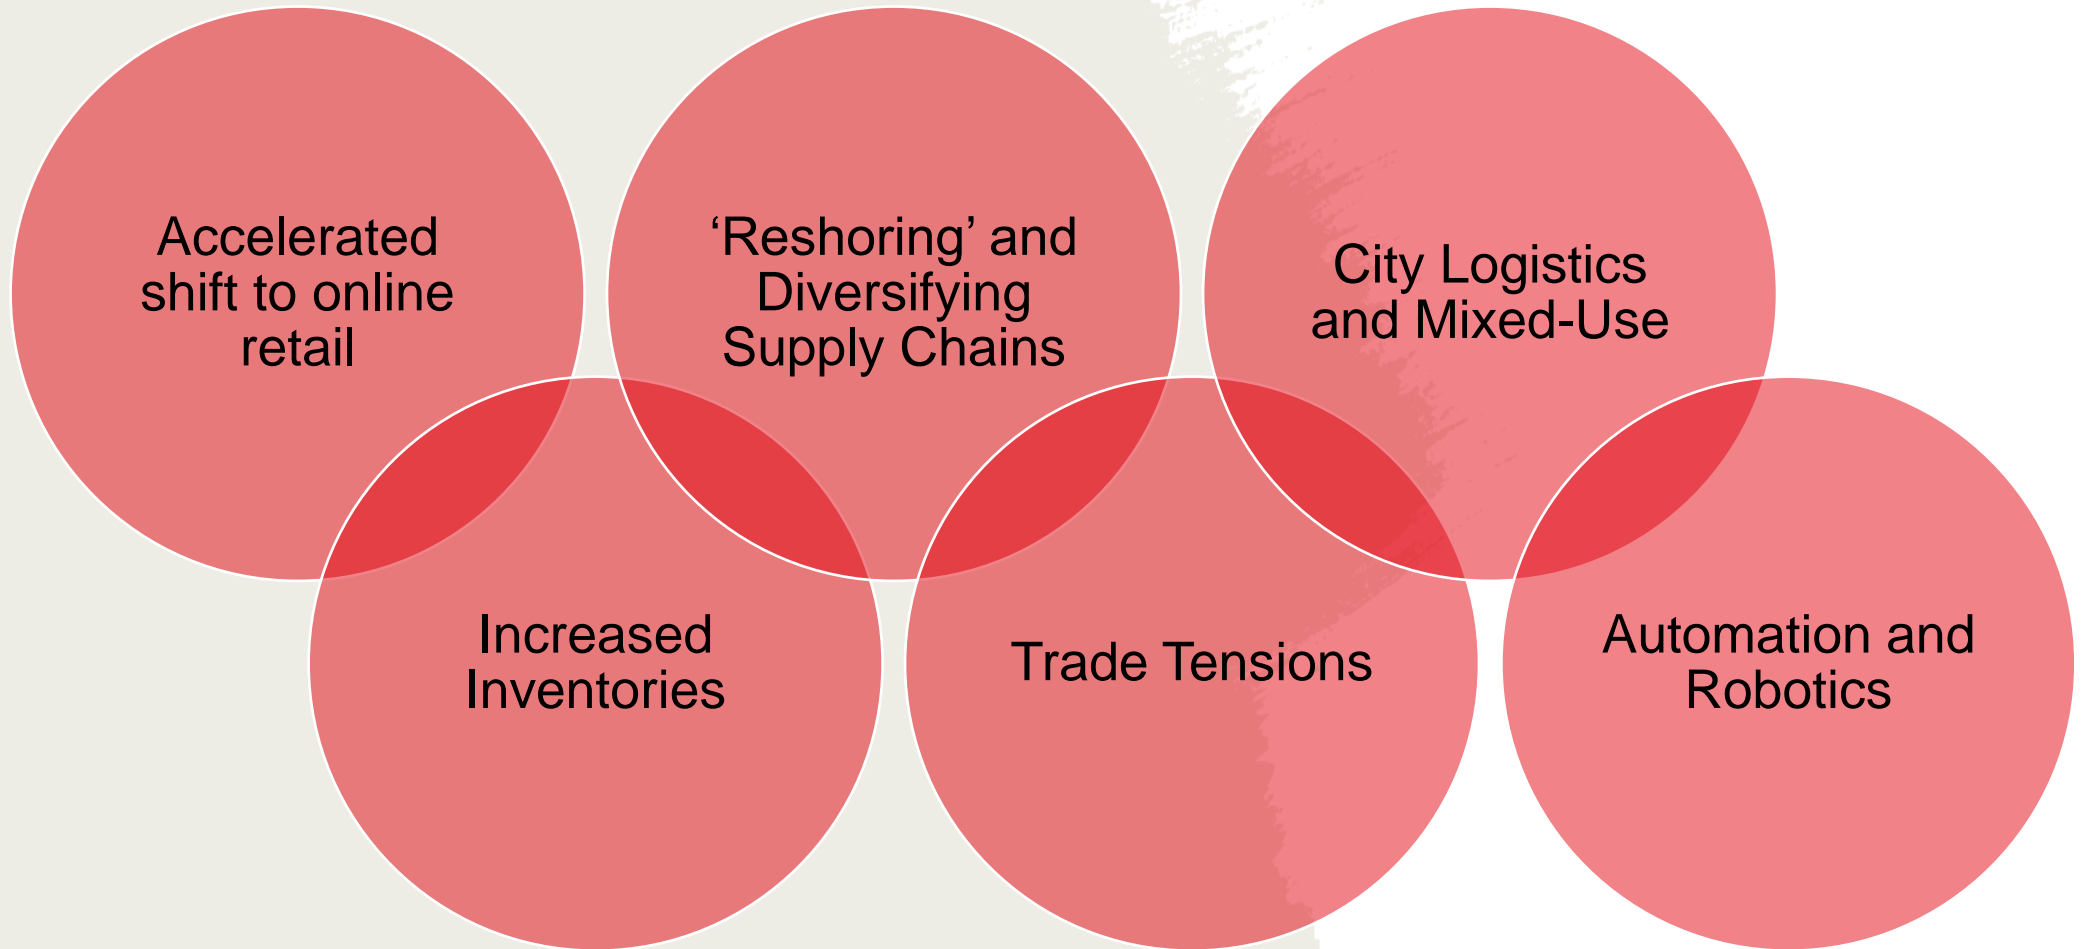 Accelerated
shift to online
retail
‘Reshoring’ and
Diversifying
Supply Chains
City Logistics
and Mixed-Use
Increased
Inventories
Trade Tensions
Automation and
Robotics